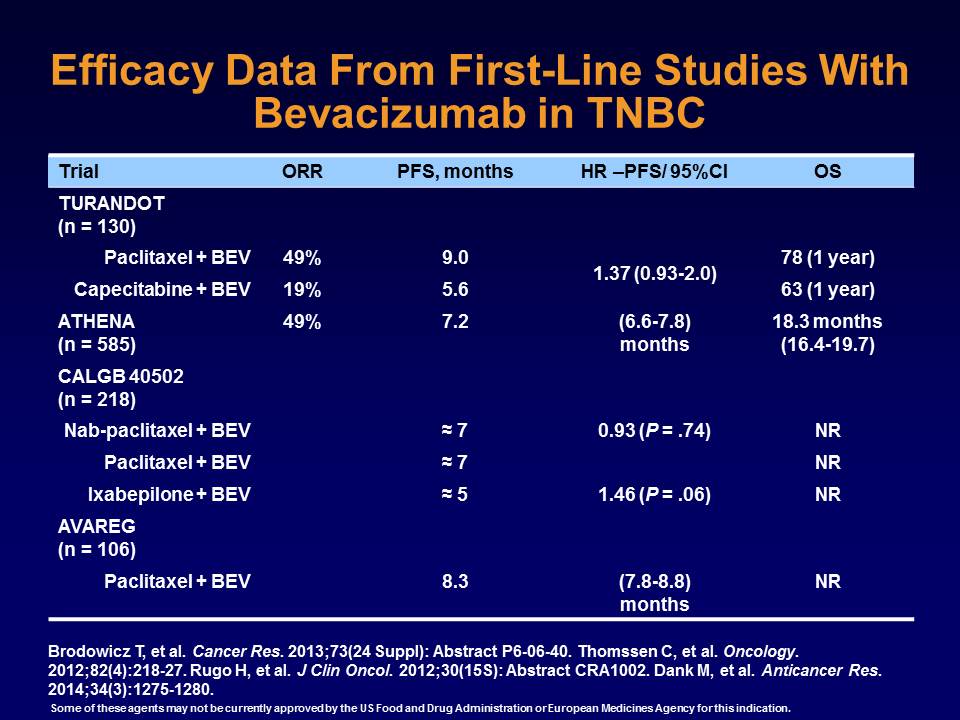 Efficacy Data From First-Line Studies With
Bevacizumab in TNBC
Trial ORR PFS, months HR –PFS/ 95%CI OS
TURANDOT
(n = 130)
Paclitaxel + BEV 49% 9.0 78 (1 year)
1.37 (0.93-2.0)
Capecitabine + BEV 19% 5.6 63 (1 year)
ATHENA 49% 7.2 (6.6-7.8) 18.3 months
(n = 585) months (16.4-19.7)
CALGB 40502
(n = 218)
Nab-paclitaxel + BEV ≈ 7 0.93 (P = .74) NR
Paclitaxel + BEV ≈ 7 NR
Ixabepilone + BEV ≈ 5 1.46 (P = .06) NR
AVAREG
(n = 106)
Paclitaxel + BEV 8.3 (7.8-8.8) NR
months
Brodowicz T, et al. Cancer Res. 2013;73(24 Suppl): Abstract P6-06-40. Thomssen C, et al. Oncology.
2012;82(4):218-27. Rugo H, et al. J Clin Oncol. 2012;30(15S): Abstract CRA1002. Dank M, et al. Anticancer Res.
2014;34(3):1275-1280.
Some of these agents may not be currently approved by the US Food and Drug Administration or European Medicines Agency for this indication.